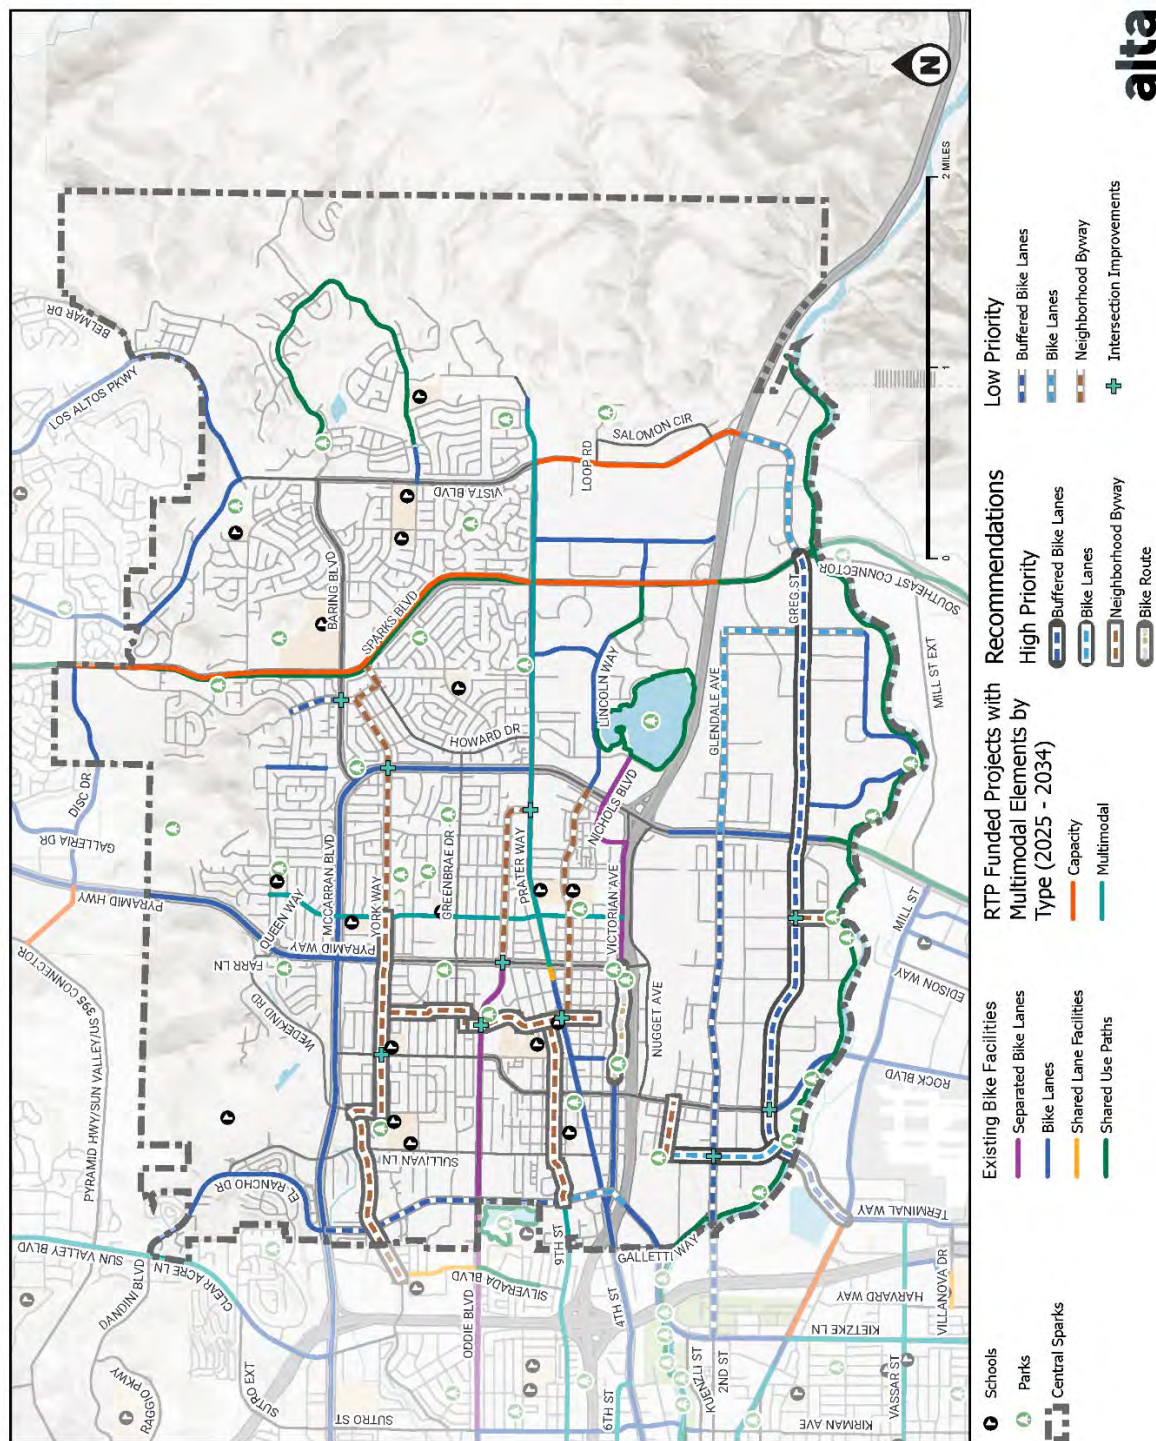 BELMAR DR
LOS ALTOS PKWY
VISTA BLVD
BARING BLVD
SPARKS BLVD
HOWARD DR
LOOP RD
SALOMON CIR
LINCOLN WAY
GLENDALE AVE
GREG ST
SOUTHEAST CONNECTOR
MILL ST EXT
DISC DR
GALLERIA DR
PYRAMID HWY
QUEEN WAY
MCCARRAN BLVD
YORK WAY
GREENBRAE DR
PRATER WAY
NICHOLS BLVD
VICTORIAN AVE
PYRAMID WAY
FARR LN
WEDEKIND RD
NUGGET AVE
MILL ST
EDISON WAY
ROCK BLVD
PYRAMID HWY/SUN VALLEY/US 395 CONNECTOR
SULLIVAN LN
EL RANCHO DR
SUN VALLEY BLVD
DANDINI BLVD
CLEAR ACRE LN
RAGGIO PKWY
SUTRO EXT
SUTRO ST
ODDIE BLVD
SILVERADA BLVD
9TH ST
4TH ST
6TH ST
GALLETTI WAY
KUENZLI ST
2ND ST
KIETZKE LN
HARVARD WAY
TERMINAL WAY
VILLANOVA DR
VASSAR ST
KIRMAN AVE
N
0
1
2 MILES
Schools
Parks
Central Sparks
Existing Bike Facilities
Separated Bike Lanes
Bike Lanes
Shared Lane Facilities
Shared Use Paths
RTP Funded Projects with
Multimodal Elements by
Type (2025 - 2034)
Capacity
Multimodal
Recommendations
High Priority
Buffered Bike Lanes
Bike Lanes
Neighborhood Byway
Bike Route
Low Priority
Buffered Bike Lanes
Bike Lanes
Neighborhood Byway
Intersection Improvements
alta